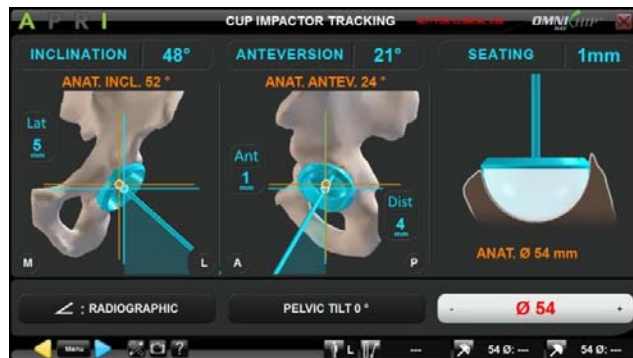 A P R I
CUP IMPACTOR TRACKING
NOT FOR CLINICAL USE
INCLINATION 48°
ANTEVERSION 21°
SEATING 1mm
ANAT. INCL. 52 °
ANAT. ANTEV. 24 °
Lat
5
mm
Ant
1
mm
Dist
4
mm
M
L
A
P
ANAT. Ø 54 mm
∠ : RADIOGRAPHIC
PELVIC TILT 0 °
- Ø 54 +
Menu
?
L
---
54 Ø: ---
54 Ø: ---